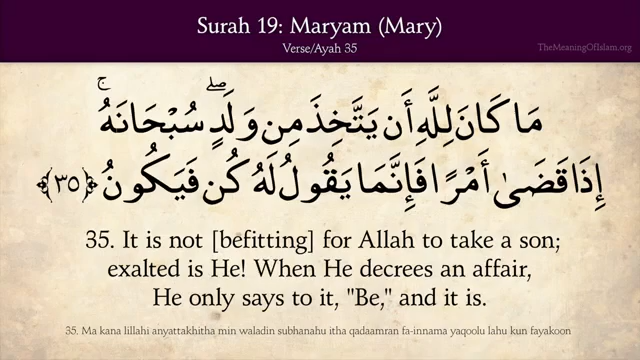 Surah 19: Maryam (Mary)
Verse/Ayah 35
TheMeaningOfIslam.org
مَا كَانَ لِلَّهِ أَن يَتَّخِذَ مِن وَلَدٍ ۖ سُبْحَانَهُ ۚ
إِذَا قَضَىٰ أَمْرًا فَإِنَّمَا يَقُولُ لَهُ كُن فَيَكُونُ ﴿٣٥﴾
35. It is not [befitting] for Allah to take a son;
exalted is He! When He decrees an affair,
He only says to it, "Be," and it is.
35. Ma kana lillahi anyattakhitha min waladin subhanahu itha qadaamran fa-innama yaqoolu lahu kun fayakoon